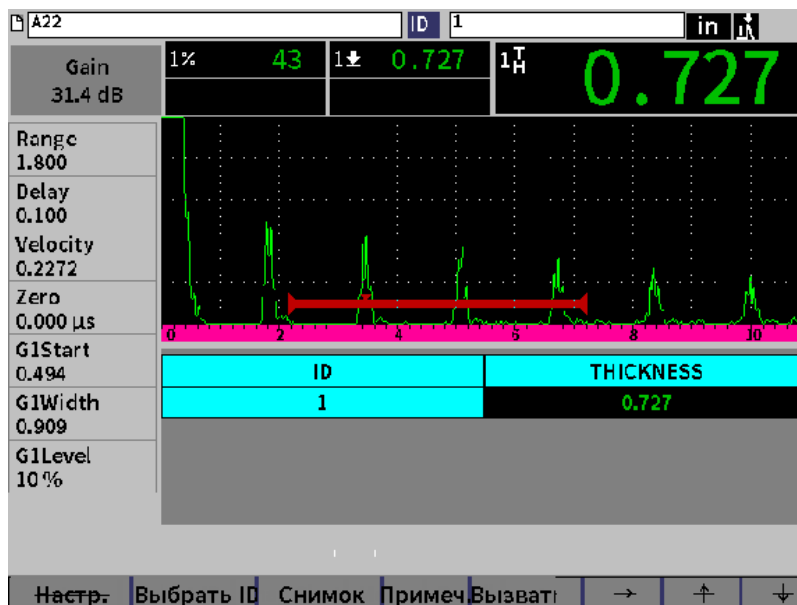 A22 ID 1 in
Gain
31.4 dB
1% 43 1 0.727 1 T H 0.727
Range
1.800
Delay
0.100
Velocity
0.2272
Zero
0.000 µs
G1Start
0.494
G1Width
0.909
G1Level
10 %
0 2 4 6 8 10
ID THICKNESS
1 0.727
Настр. Выбрать ID Снимок Примеч. Вызвать → ↑ ↓